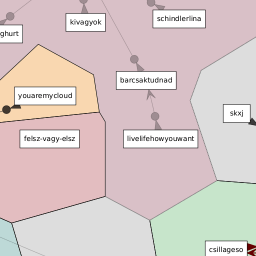 schindlerlina
kivagyok
ghurt
barcsaktudnad
youaremycloud
skxj
felsz-vagy-elsz
livelifehowyouwant
csillageso